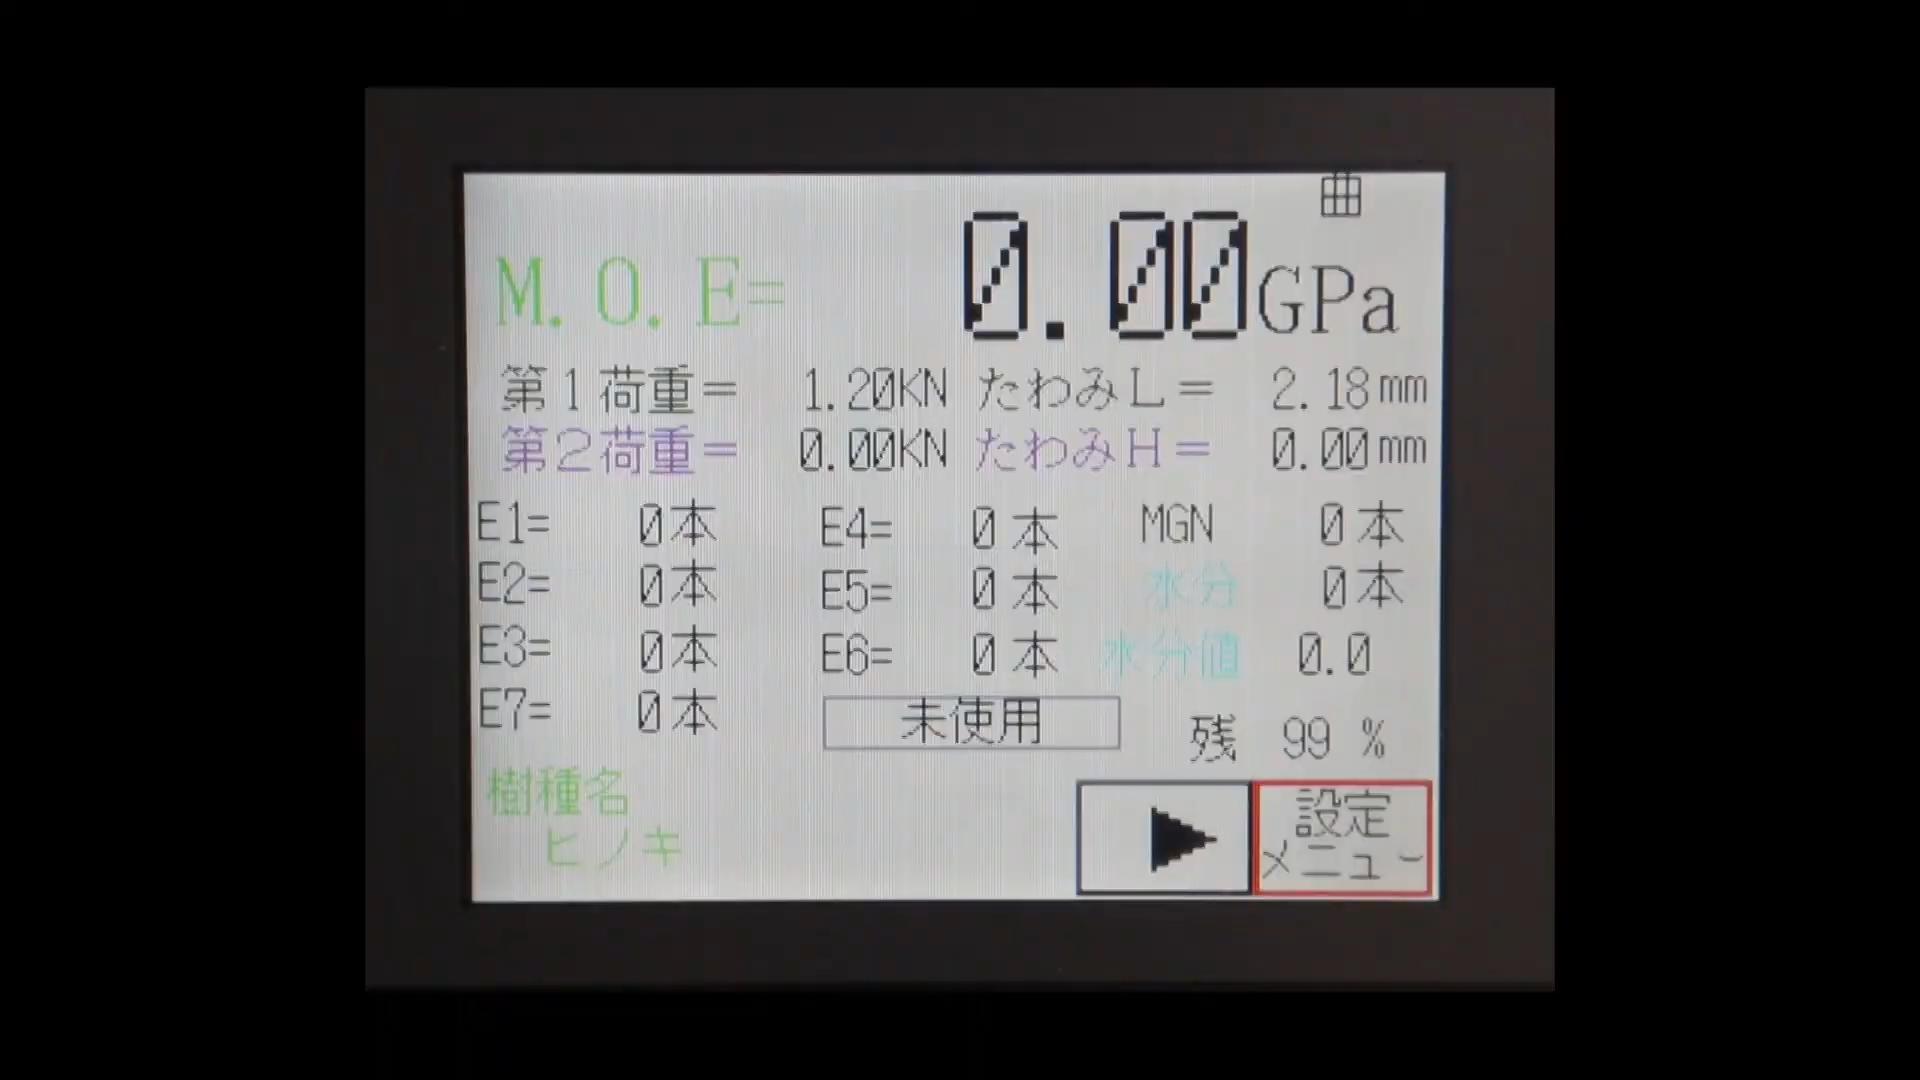 曲
M.O.E= 0.00GPa
第1荷重= 1.20KN たわみL= 2.18mm
第2荷重= 0.00KN たわみH= 0.00mm
E1= 0本 E4= 0本 MGN 0本
E2= 0本 E5= 0本 水分 0本
E3= 0本 E6= 0本 水分値 0.0
E7= 0本 未使用 残 99 %
樹種名
ヒノキ
▶ 設定
メニュー